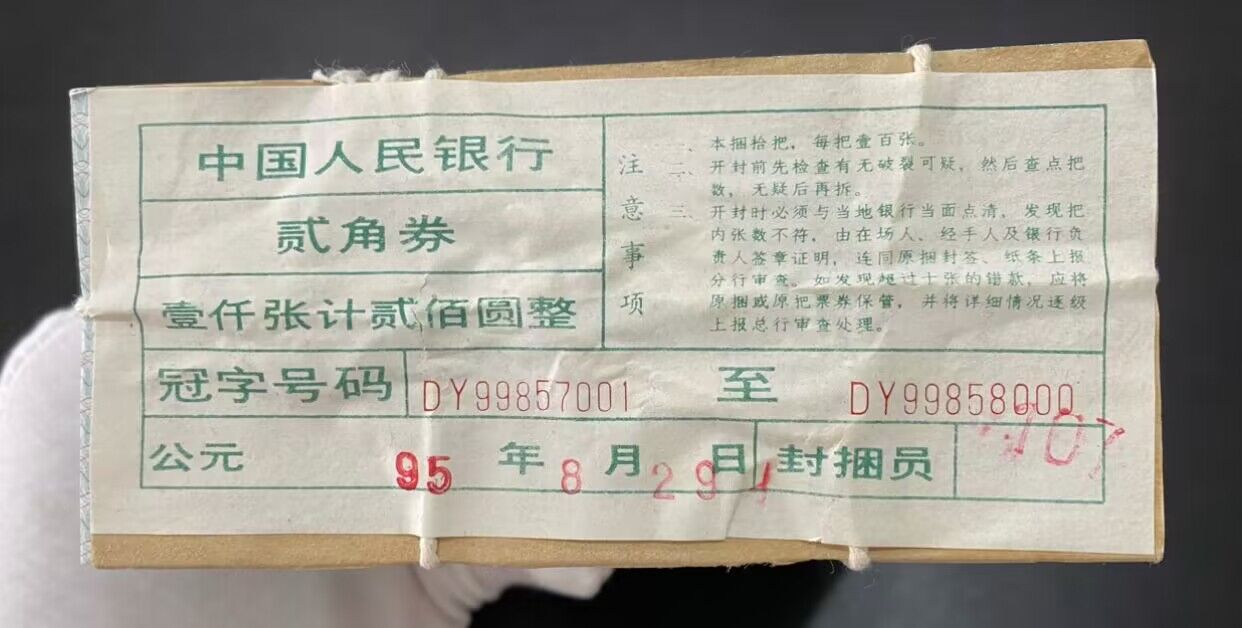 中国人民银行
贰角券
壹仟张计贰佰圆整
注意事项
一、本捆拾把，每把壹百张。
二、开封前先检查有无破裂可疑，然后查点把
数，无疑后再拆。
三、开封时必须与当地银行当面点清，发现把
内张数不符，由在场人、经手人及银行负
责人签章证明，连同原捆封签、纸条上报
分行审查。如发现超过十张的错款，应将
原捆或原把票券保管，并将详细情况逐级
上报总行审查处理。
冠字号码 DY99857001 至 DY99858000
公元 95 年 8 月 29 日 封捆员